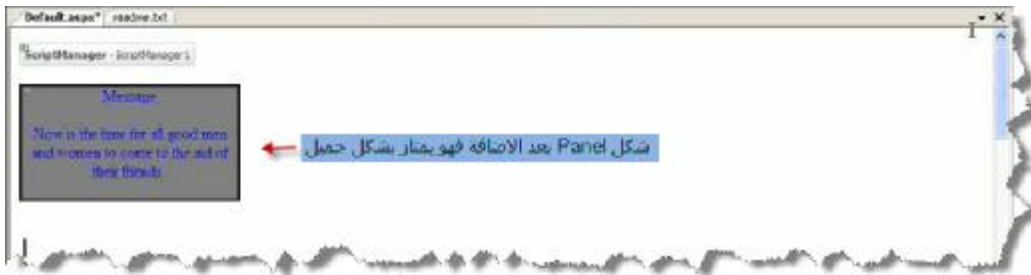 Default.aspx* readme.txt
ScriptManager - ScriptManager1
Message
Now is the time for all good men
and women to come to the aid of
their friends
شكل Panel بعد الاضافه فهو يمتاز بشكل جميل